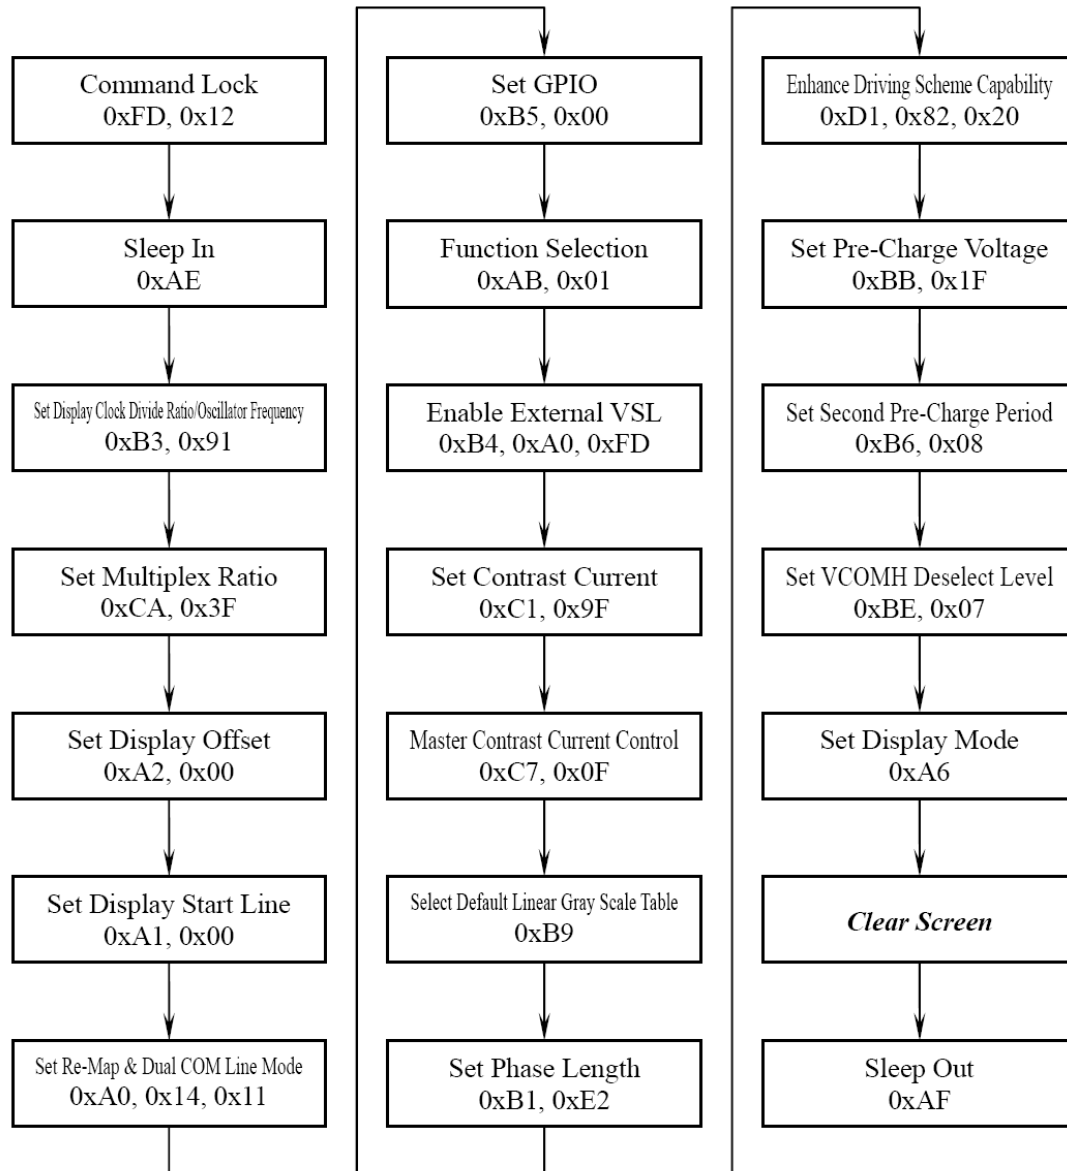 Command Lock
0xFD, 0x12
Sleep In
0xAE
Set Display Clock Divide Ratio/Oscillator Frequency
0xB3, 0x91
Set Multiplex Ratio
0xCA, 0x3F
Set Display Offset
0xA2, 0x00
Set Display Start Line
0xA1, 0x00
Set Re-Map & Dual COM Line Mode
0xA0, 0x14, 0x11
Set GPIO
0xB5, 0x00
Function Selection
0xAB, 0x01
Enable External VSL
0xB4, 0xA0, 0xFD
Set Contrast Current
0xC1, 0x9F
Master Contrast Current Control
0xC7, 0x0F
Select Default Linear Gray Scale Table
0xB9
Set Phase Length
0xB1, 0xE2
Enhance Driving Scheme Capability
0xD1, 0x82, 0x20
Set Pre-Charge Voltage
0xBB, 0x1F
Set Second Pre-Charge Period
0xB6, 0x08
Set VCOMH Deselect Level
0xBE, 0x07
Set Display Mode
0xA6
Clear Screen
Sleep Out
0xAF